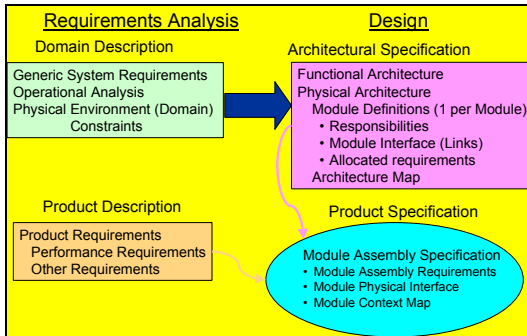 Requirements Analysis
Design
Domain Description
Architectural Specification
Generic System Requirements
Operational Analysis
Physical Environment (Domain)
Constraints
Functional Architecture
Physical Architecture
Module Definitions (1 per Module)
• Responsibilities
• Module Interface (Links)
• Allocated requirements
Architecture Map
Product Description
Product Specification
Product Requirements
Performance Requirements
Other Requirements
Module Assembly Specification
• Module Assembly Requirements
• Module Physical Interface
• Module Context Map